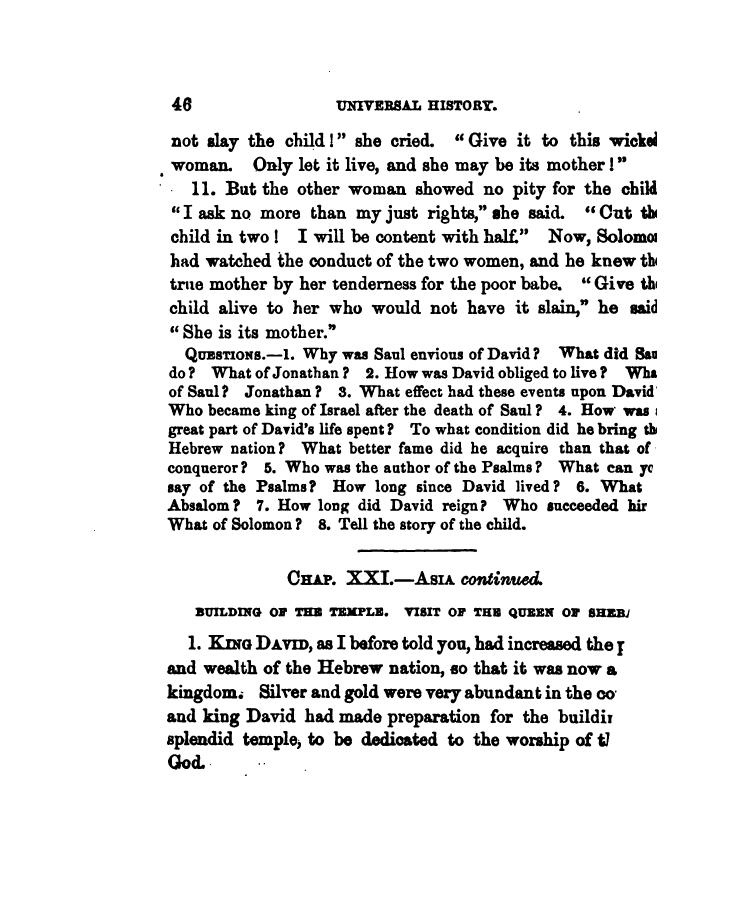 46 UNIVERSAL HISTORY.
not slay the child!” she cried. “Give it to this wicked
woman. Only let it live, and she may be its mother!”
11. But the other woman showed no pity for the child
“I ask no more than my just rights,” she said. “Cut the
child in two! I will be content with half.” Now, Solomon
had watched the conduct of the two women, and he knew the
true mother by her tenderness for the poor babe. “Give the
child alive to her who would not have it slain,” he said
“She is its mother.”
QUESTIONS.—1. Why was Saul envious of David? What did Sau
do? What of Jonathan? 2. How was David obliged to live? Wha
of Saul? Jonathan? 3. What effect had these events upon David
Who became king of Israel after the death of Saul? 4. How was
great part of David's life spent? To what condition did he bring th
Hebrew nation? What better fame did he acquire than that of
conqueror? 5. Who was the author of the Psalms? What can yo
say of the Psalms? How long since David lived? 6. What
Absalom? 7. How long did David reign? Who succeeded hir
What of Solomon? 8. Tell the story of the child.
CHAP. XXI.—ASIA continued.
BUILDING OF THE TEMPLE. VISIT OF THE QUEEN OF SHEB
1. KING DAVID, as I before told you, had increased the
and wealth of the Hebrew nation, so that it was now a
kingdom. Silver and gold were very abundant in the co
and king David had made preparation for the buildin
splendid temple, to be dedicated to the worship of t
God.